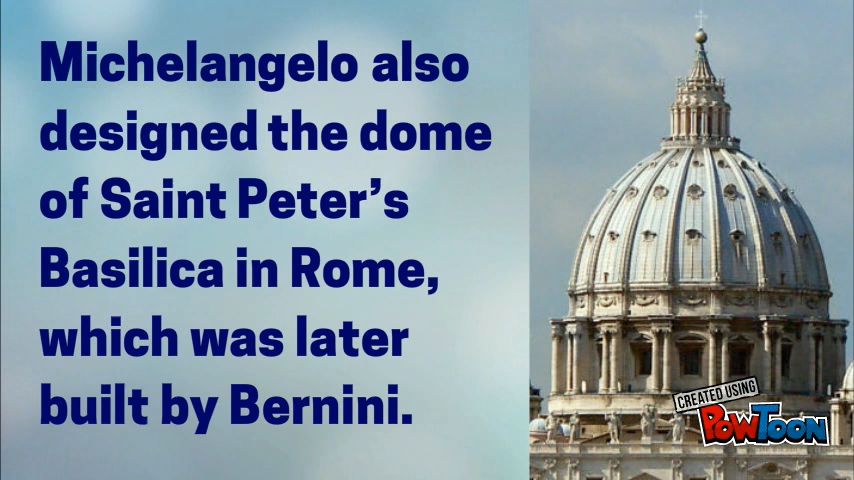 Michelangelo also
designed the dome
of Saint Peter’s
Basilica in Rome,
which was later
built by Bernini.
CREATED USING
POWTOON